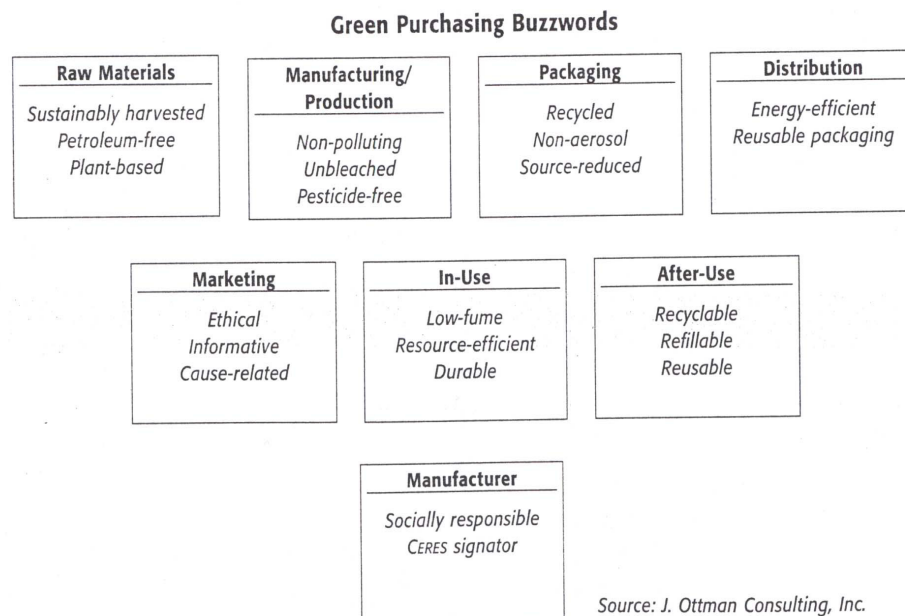 Green Purchasing Buzzwords
Raw Materials
Sustainably harvested
Petroleum-free
Plant-based
Manufacturing/
Production
Non-polluting
Unbleached
Pesticide-free
Packaging
Recycled
Non-aerosol
Source-reduced
Distribution
Energy-efficient
Reusable packaging
Marketing
Ethical
Informative
Cause-related
In-Use
Low-fume
Resource-efficient
Durable
After-Use
Recyclable
Refillable
Reusable
Manufacturer
Socially responsible
CERES signator
Source: J. Ottman Consulting, Inc.